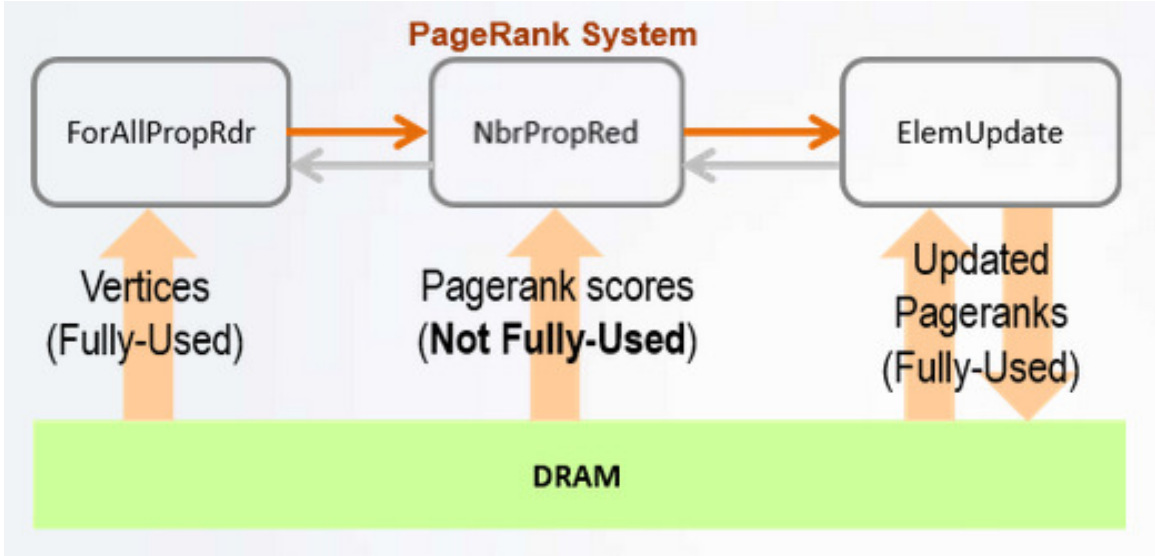 PageRank System
ForAllPropRdr
NbrPropRed
ElemUpdate
Vertices
(Fully-Used)
Pagerank scores
(Not Fully-Used)
Updated
Pageranks
(Fully-Used)
DRAM